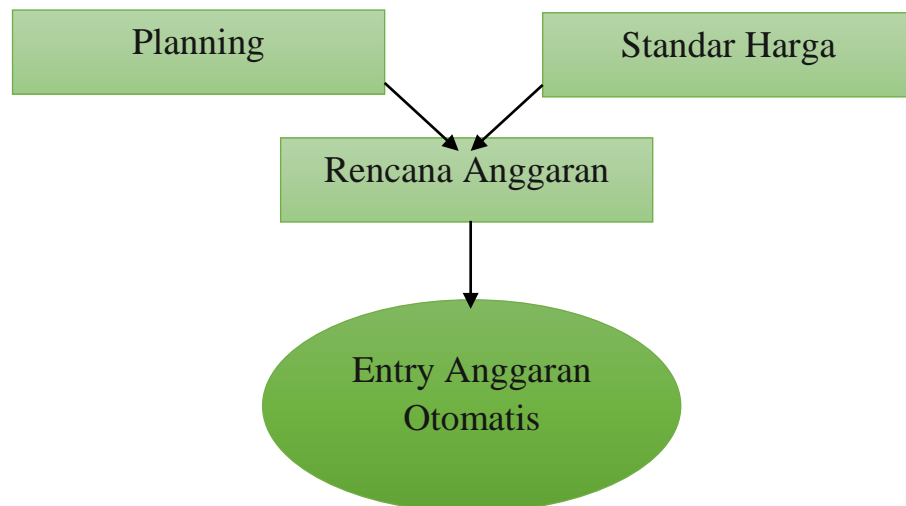 Planning
Standar Harga
Rencana Anggaran
Entry Anggaran
Otomatis